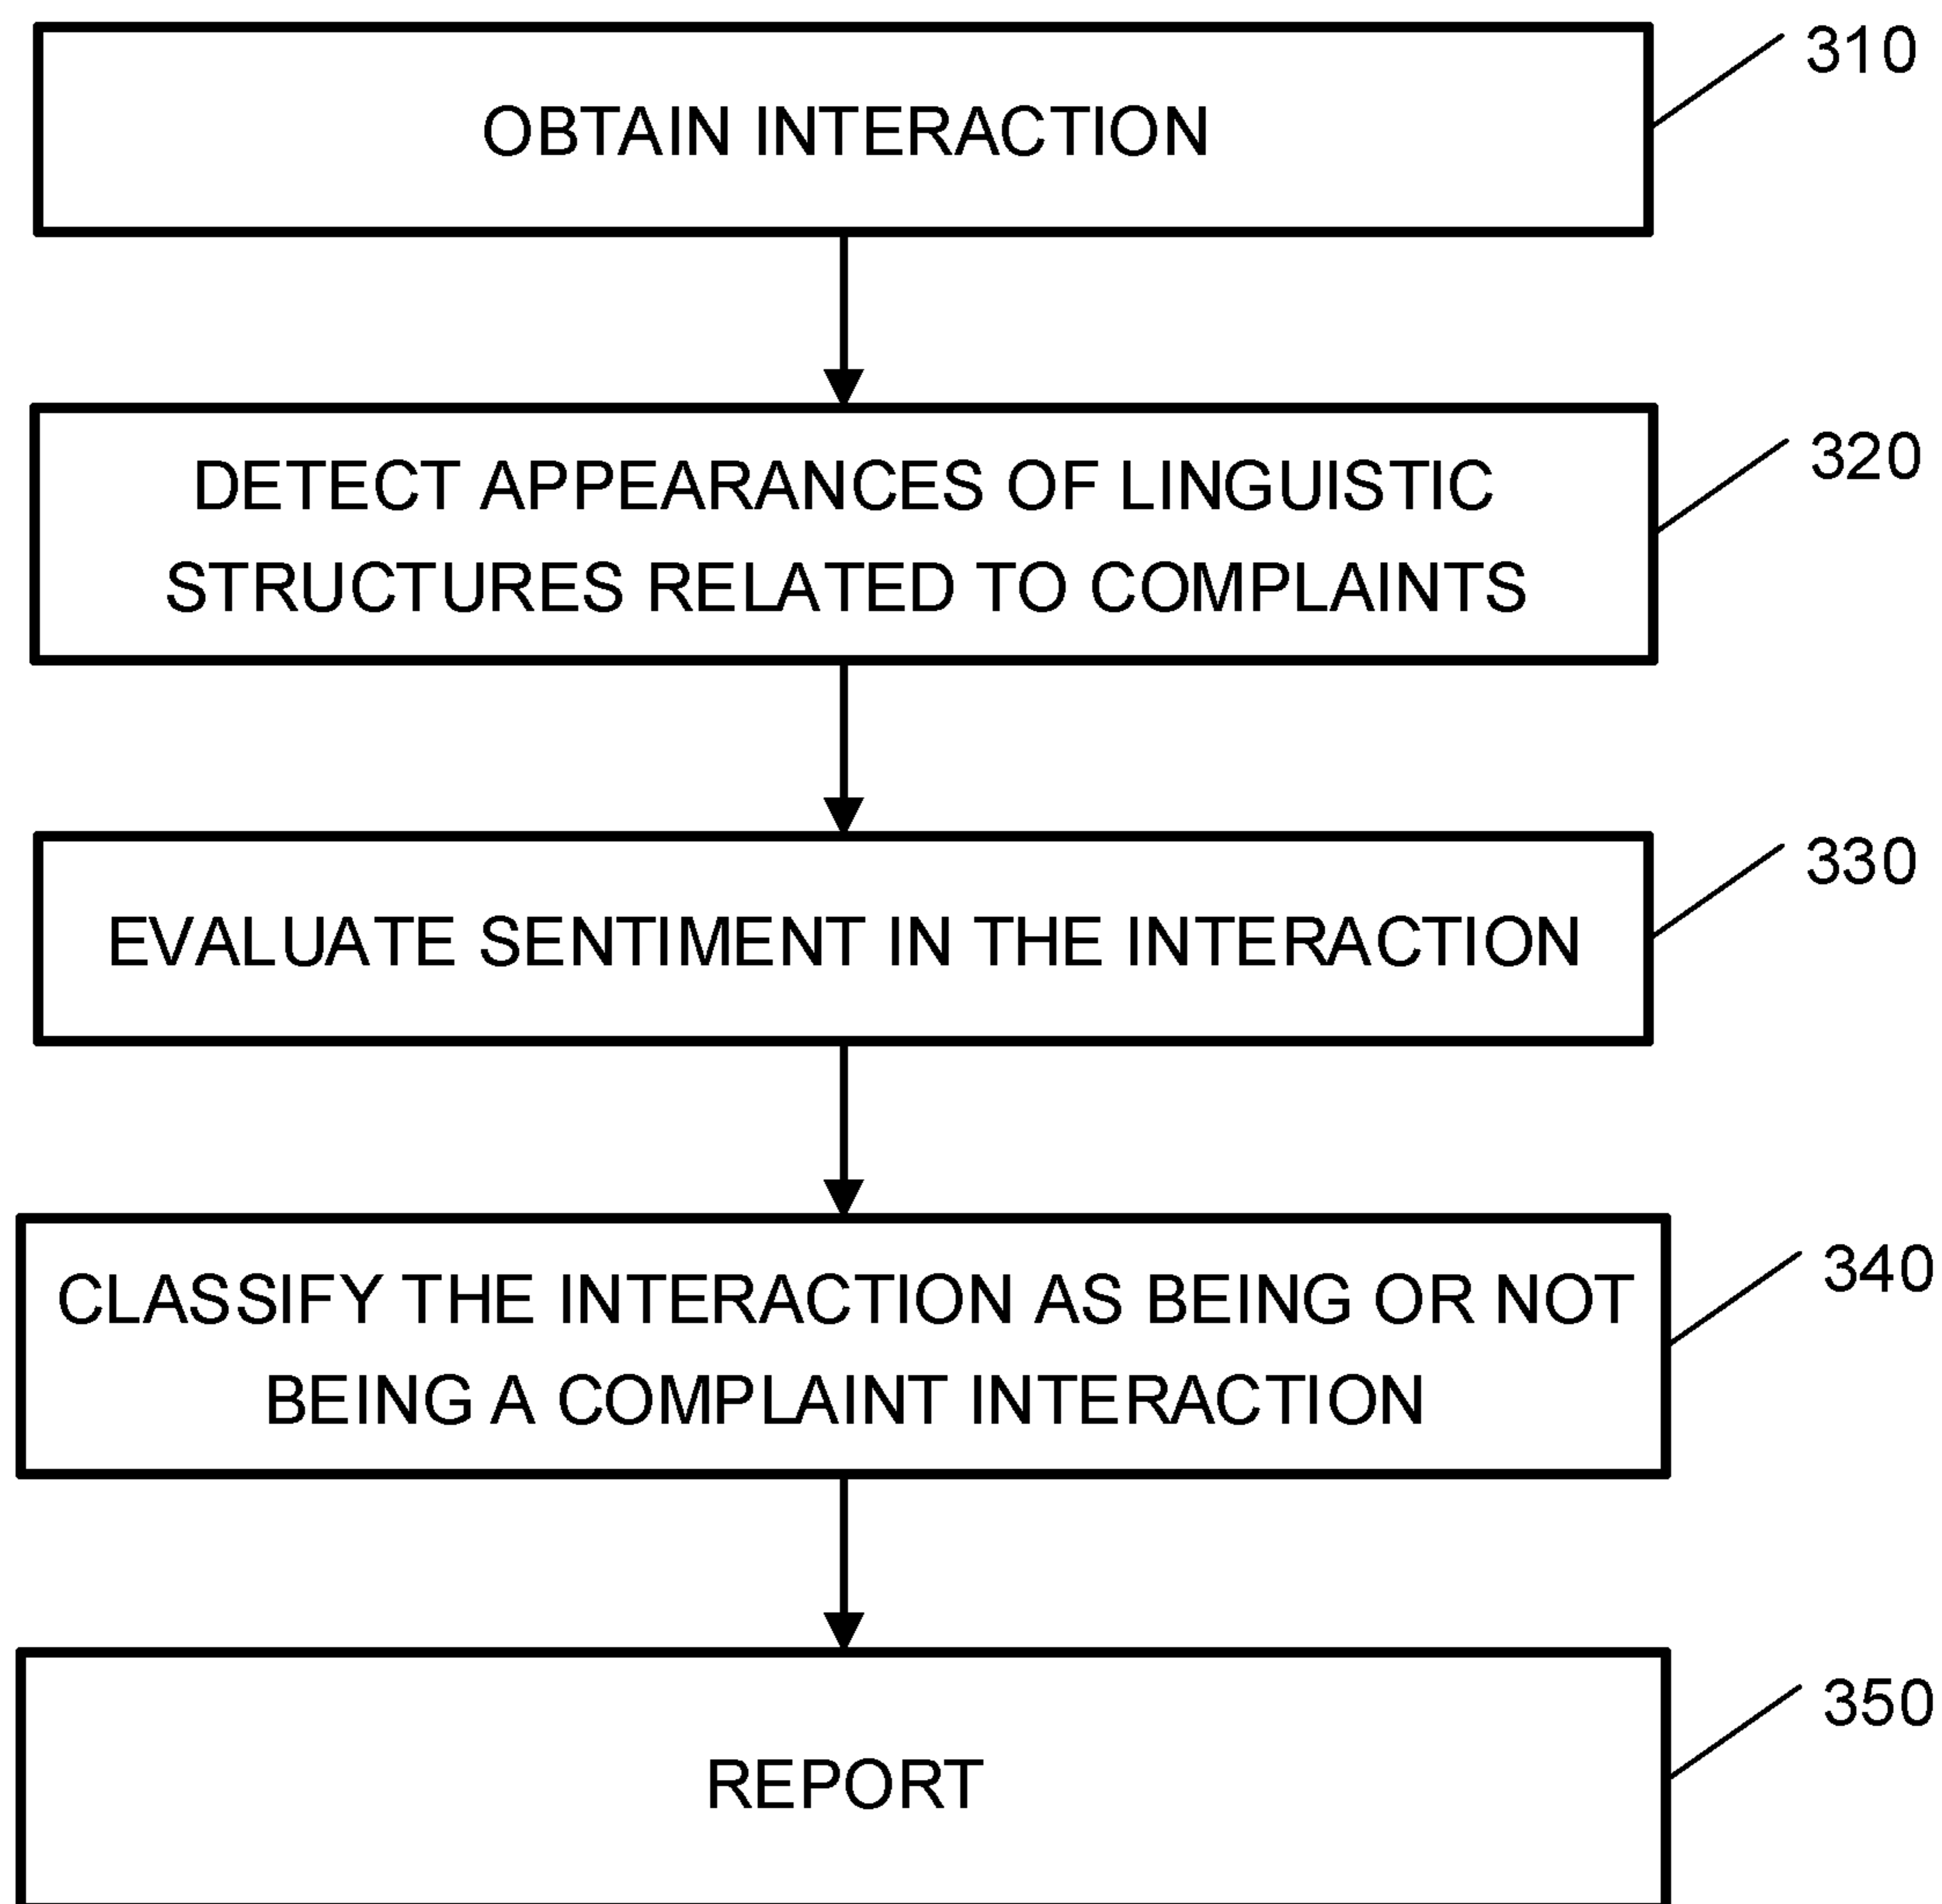 310
OBTAIN INTERACTION
320
DETECT APPEARANCES OF LINGUISTIC
STRUCTURES RELATED TO COMPLAINTS
330
EVALUATE SENTIMENT IN THE INTERACTION
340
CLASSIFY THE INTERACTION AS BEING OR NOT
BEING A COMPLAINT INTERACTION
350
REPORT